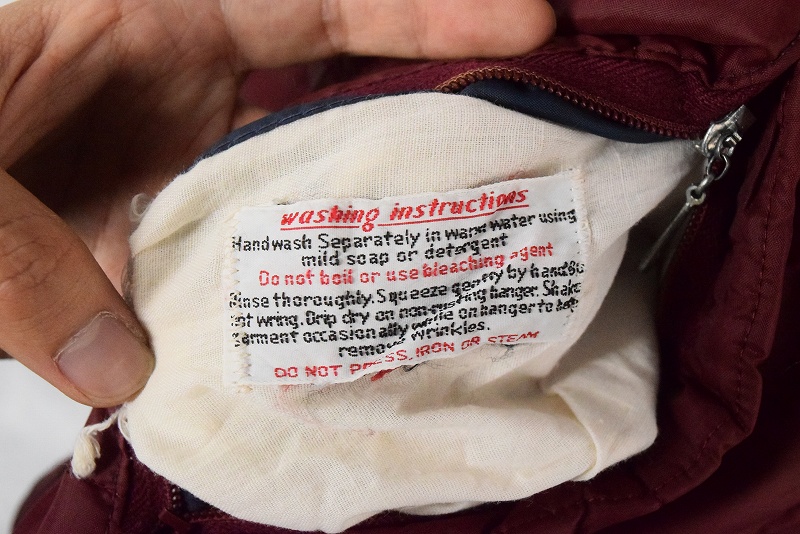 washing instructions
Handwash Separately in warm water using
mild soap or detergent
Do not boil or use bleaching agent
Rinse thoroughly. Squeeze gently by hand. Do
not wring. Drip dry on non-rusting hanger. Shake
garment occasionally while on hanger to help
remove wrinkles.
DO NOT PRESS, IRON OR STEAM